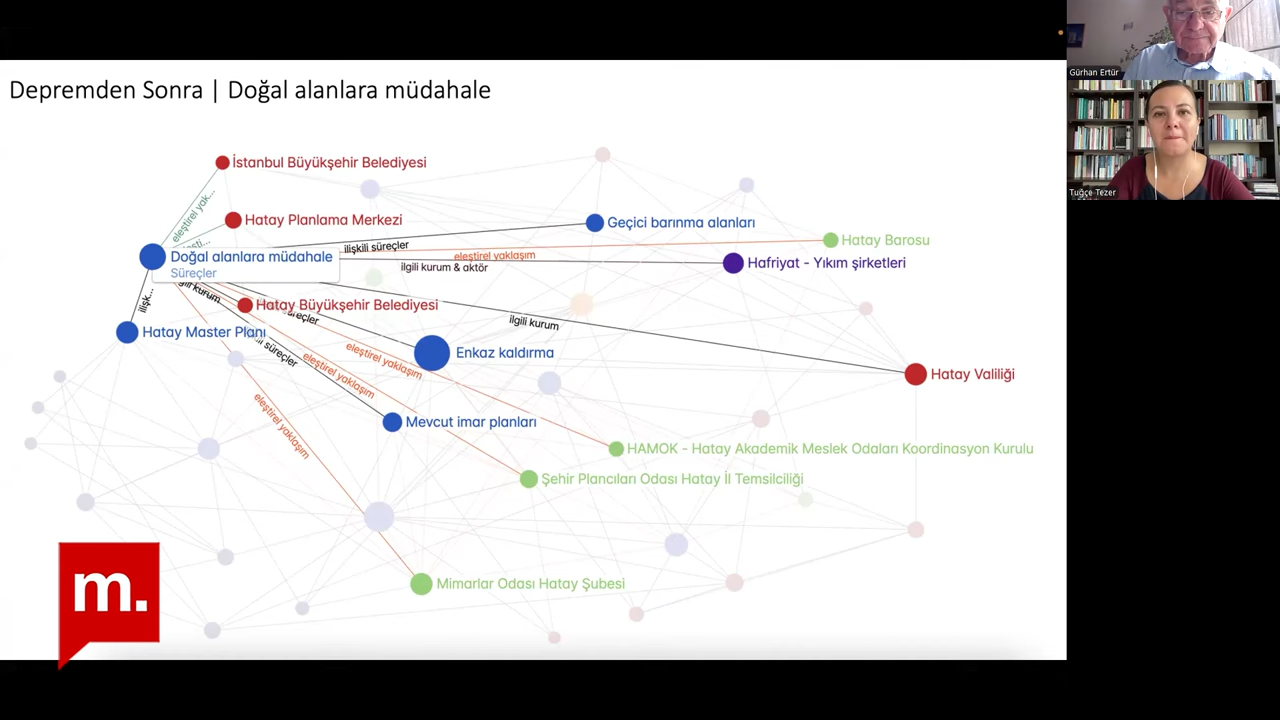 Gürhan Ertür
Tuğçe Tezer
Depremden Sonra | Doğal alanlara müdahale
İstanbul Büyükşehir Belediyesi
eleştirel yak...
Hatay Planlama Merkezi
Geçici barınma alanları
Hatay Barosu
ilişkili süreçler
eleştirel yaklaşım
Doğal alanlara müdahale
Süreçler
ilgili kurum & aktör
Hafriyat - Yıkım şirketleri
ilişk...
Hatay Büyükşehir Belediyesi
ilgili kurum
Hatay Master Planı
Enkaz kaldırma
eleştirel yaklaşım
eleştirel yaklaşım
Hatay Valiliği
eleştirel yaklaşım
Mevcut imar planları
HAMOK - Hatay Akademik Meslek Odaları Koordinasyon Kurulu
Şehir Plancıları Odası Hatay İl Temsilciliği
Mimarlar Odası Hatay Şubesi
m.